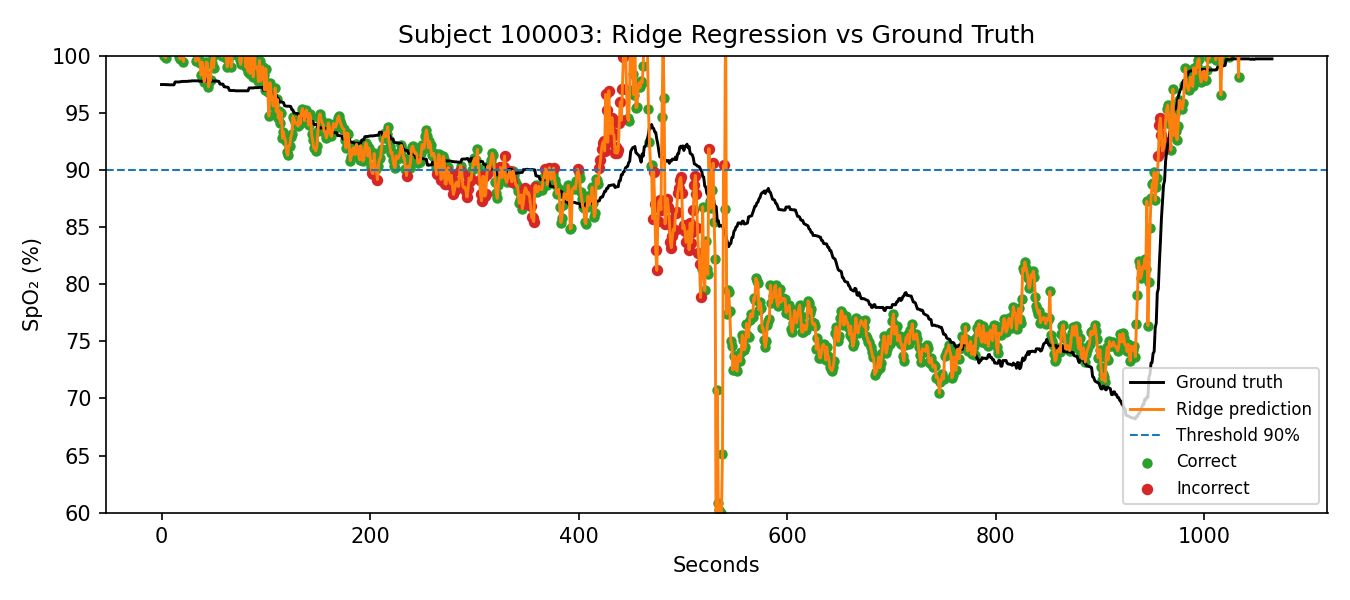 Subject 100003: Ridge Regression vs Ground Truth
SpO₂ (%)
100
95
90
85
80
75
70
65
60
0
200
400
600
800
1000
Seconds
Ground truth
Ridge prediction
Threshold 90%
Correct
Incorrect